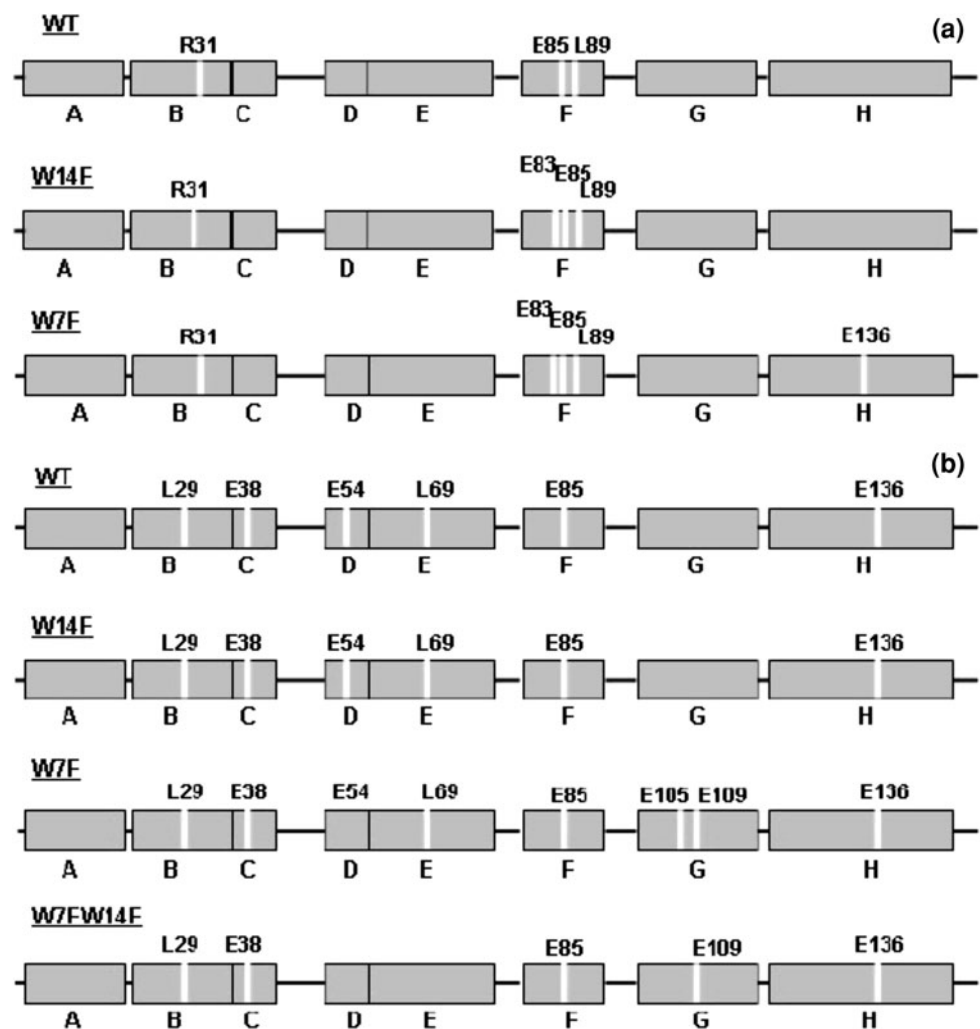 WT (a)
R31 E85 L89
A B C D E F G H
W14F
R31 E83 E85 L89
A B C D E F G H
W7F
R31 E83 E85 L89 E136
A B C D E F G H
WT (b)
L29 E38 E54 L69 E85 E136
A B C D E F G H
W14F
L29 E38 E54 L69 E85 E136
A B C D E F G H
W7F
L29 E38 E54 L69 E85 E105 E109 E136
A B C D E F G H
W7FW14F
L29 E38 E85 E109 E136
A B C D E F G H